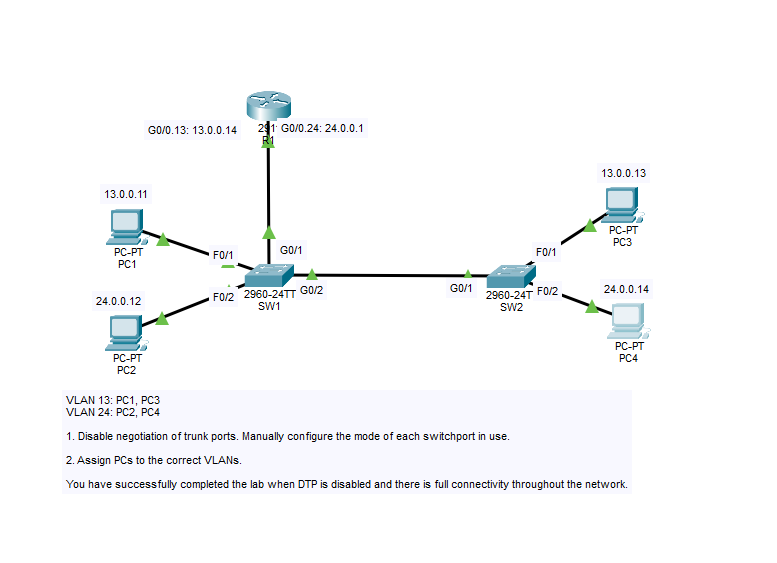 G0/0.13: 13.0.0.14
G0/0.24: 24.0.0.1
R1
13.0.0.11
13.0.0.13
PC-PT
PC1
PC-PT
PC3
F0/1
G0/1
F0/1
24.0.0.12
F0/2
2960-24TT
SW1
G0/2
G0/1
2960-24T
SW2
F0/2
24.0.0.14
PC-PT
PC2
PC-PT
PC4
VLAN 13: PC1, PC3
VLAN 24: PC2, PC4
1. Disable negotiation of trunk ports. Manually configure the mode of each switchport in use.
2. Assign PCs to the correct VLANs.
You have successfully completed the lab when DTP is disabled and there is full connectivity throughout the network.